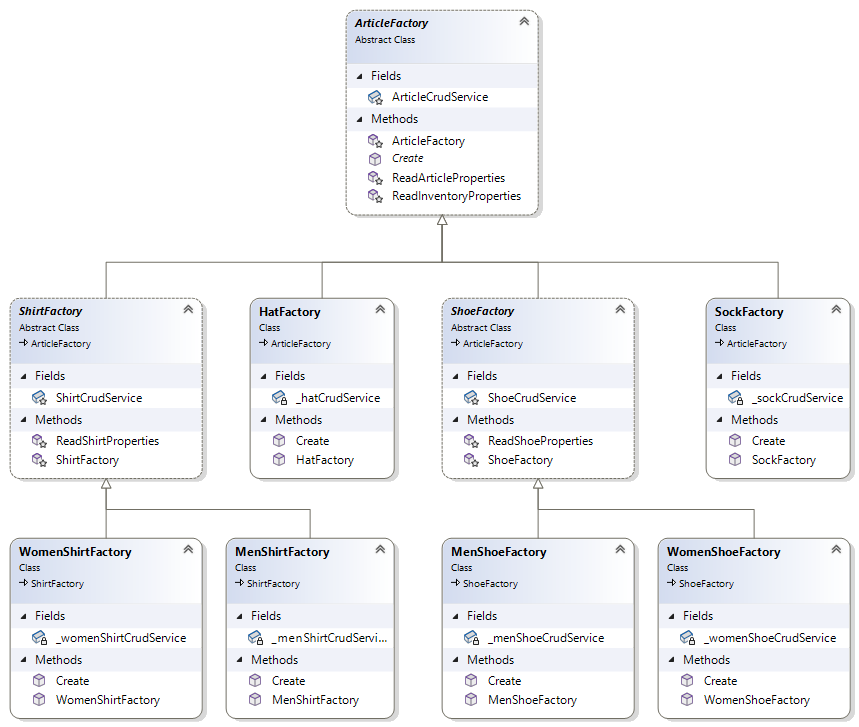 ArticleFactory
Abstract Class
Fields
ArticleCrudService
Methods
ArticleFactory
Create
ReadArticleProperties
ReadInventoryProperties
ShirtFactory
Abstract Class
ArticleFactory
Fields
ShirtCrudService
Methods
ReadShirtProperties
ShirtFactory
HatFactory
Class
ArticleFactory
Fields
_hatCrudService
Methods
Create
HatFactory
ShoeFactory
Abstract Class
ArticleFactory
Fields
ShoeCrudService
Methods
ReadShoeProperties
ShoeFactory
SockFactory
Class
ArticleFactory
Fields
_sockCrudService
Methods
Create
SockFactory
WomenShirtFactory
Class
ShirtFactory
Fields
_womenShirtCrudService
Methods
Create
WomenShirtFactory
MenShirtFactory
Class
ShirtFactory
Fields
_menShirtCrudServi...
Methods
Create
MenShirtFactory
MenShoeFactory
Class
ShoeFactory
Fields
_menShoeCrudService
Methods
Create
MenShoeFactory
WomenShoeFactory
Class
ShoeFactory
Fields
_womenShoeCrudService
Methods
Create
WomenShoeFactory